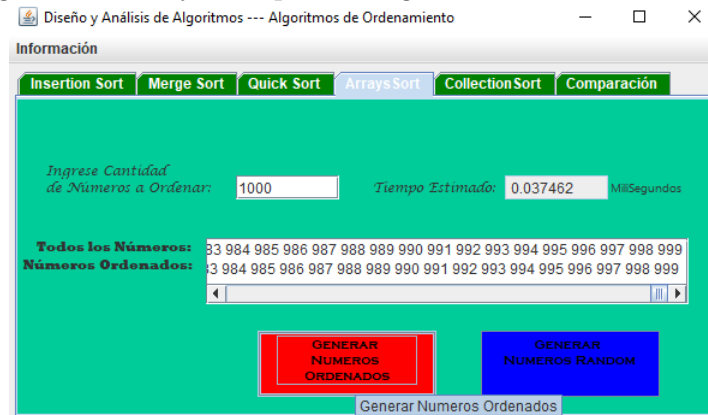 Diseño y Análisis de Algoritmos --- Algoritmos de Ordenamiento
Información
Insertion Sort Merge Sort Quick Sort ArraysSort CollectionSort Comparación
Ingrese Cantidad
de Números a Ordenar: 1000 Tiempo Estimado: 0.037462 MiliSegundos
Todos los Números: 33 984 985 986 987 988 989 990 991 992 993 994 995 996 997 998 999
Números Ordenados: 33 984 985 986 987 988 989 990 991 992 993 994 995 996 997 998 999
GENERAR
NUMEROS
ORDENADOS
GENERAR
NUMEROS RANDOM
Generar Numeros Ordenados